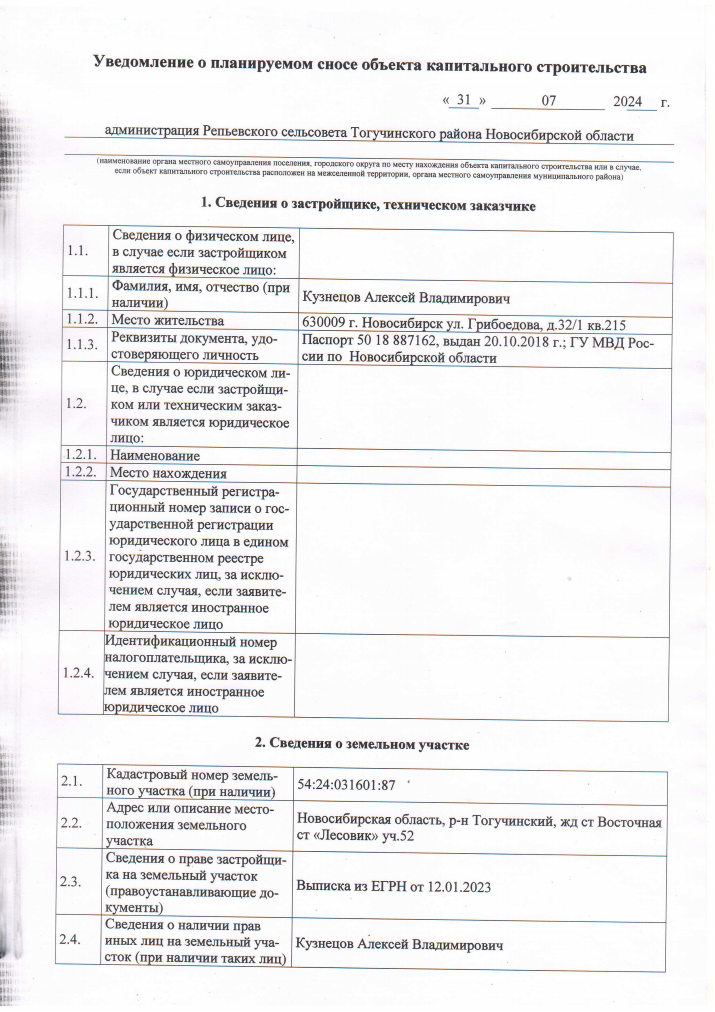 Уведомление о планируемом сносе объекта капитального строительства
« 31 » 07 2024 г.
администрация Репьевского сельсовета Тогучинского района Новосибирской области
(наименование органа местного самоуправления поселения, городского округа по месту нахождения объекта капитального строительства или в случае,
если объект капитального строительства расположен на межселенной территории, органа местного самоуправления муниципального района)
1. Сведения о застройщике, техническом заказчике
1.1.
Сведения о физическом лице,
в случае если застройщиком
является физическое лицо:
1.1.1.
Фамилия, имя, отчество (при
наличии)
Кузнецов Алексей Владимирович
1.1.2.
Место жительства
630009 г. Новосибирск ул. Грибоедова, д.32/1 кв.215
1.1.3.
Реквизиты документа, удо-
стоверяющего личность
Паспорт 50 18 887162, выдан 20.10.2018 г.; ГУ МВД Рос-
сии по Новосибирской области
1.2.
Сведения о юридическом ли-
це, в случае если застройщи-
ком или техническим заказ-
чиком является юридическое
лицо:
1.2.1.
Наименование
1.2.2.
Место нахождения
1.2.3.
Государственный регистра-
ционный номер записи о гос-
ударственной регистрации
юридического лица в едином
государственном реестре
юридических лиц, за исклю-
чением случая, если заявите-
лем является иностранное
юридическое лицо
1.2.4.
Идентификационный номер
налогоплательщика, за исклю-
чением случая, если заявите-
лем является иностранное
юридическое лицо
2. Сведения о земельном участке
2.1.
Кадастровый номер земель-
ного участка (при наличии)
54:24:031601:87
2.2.
Адрес или описание место-
положения земельного
участка
Новосибирская область, р-н Тогучинский, жд ст Восточная
ст «Лесовик» уч.52
2.3.
Сведения о праве застройщи-
ка на земельный участок
(правоустанавливающие до-
кументы)
Выписка из ЕГРН от 12.01.2023
2.4.
Сведения о наличии прав
иных лиц на земельный уча-
сток (при наличии таких лиц)
Кузнецов Алексей Владимирович